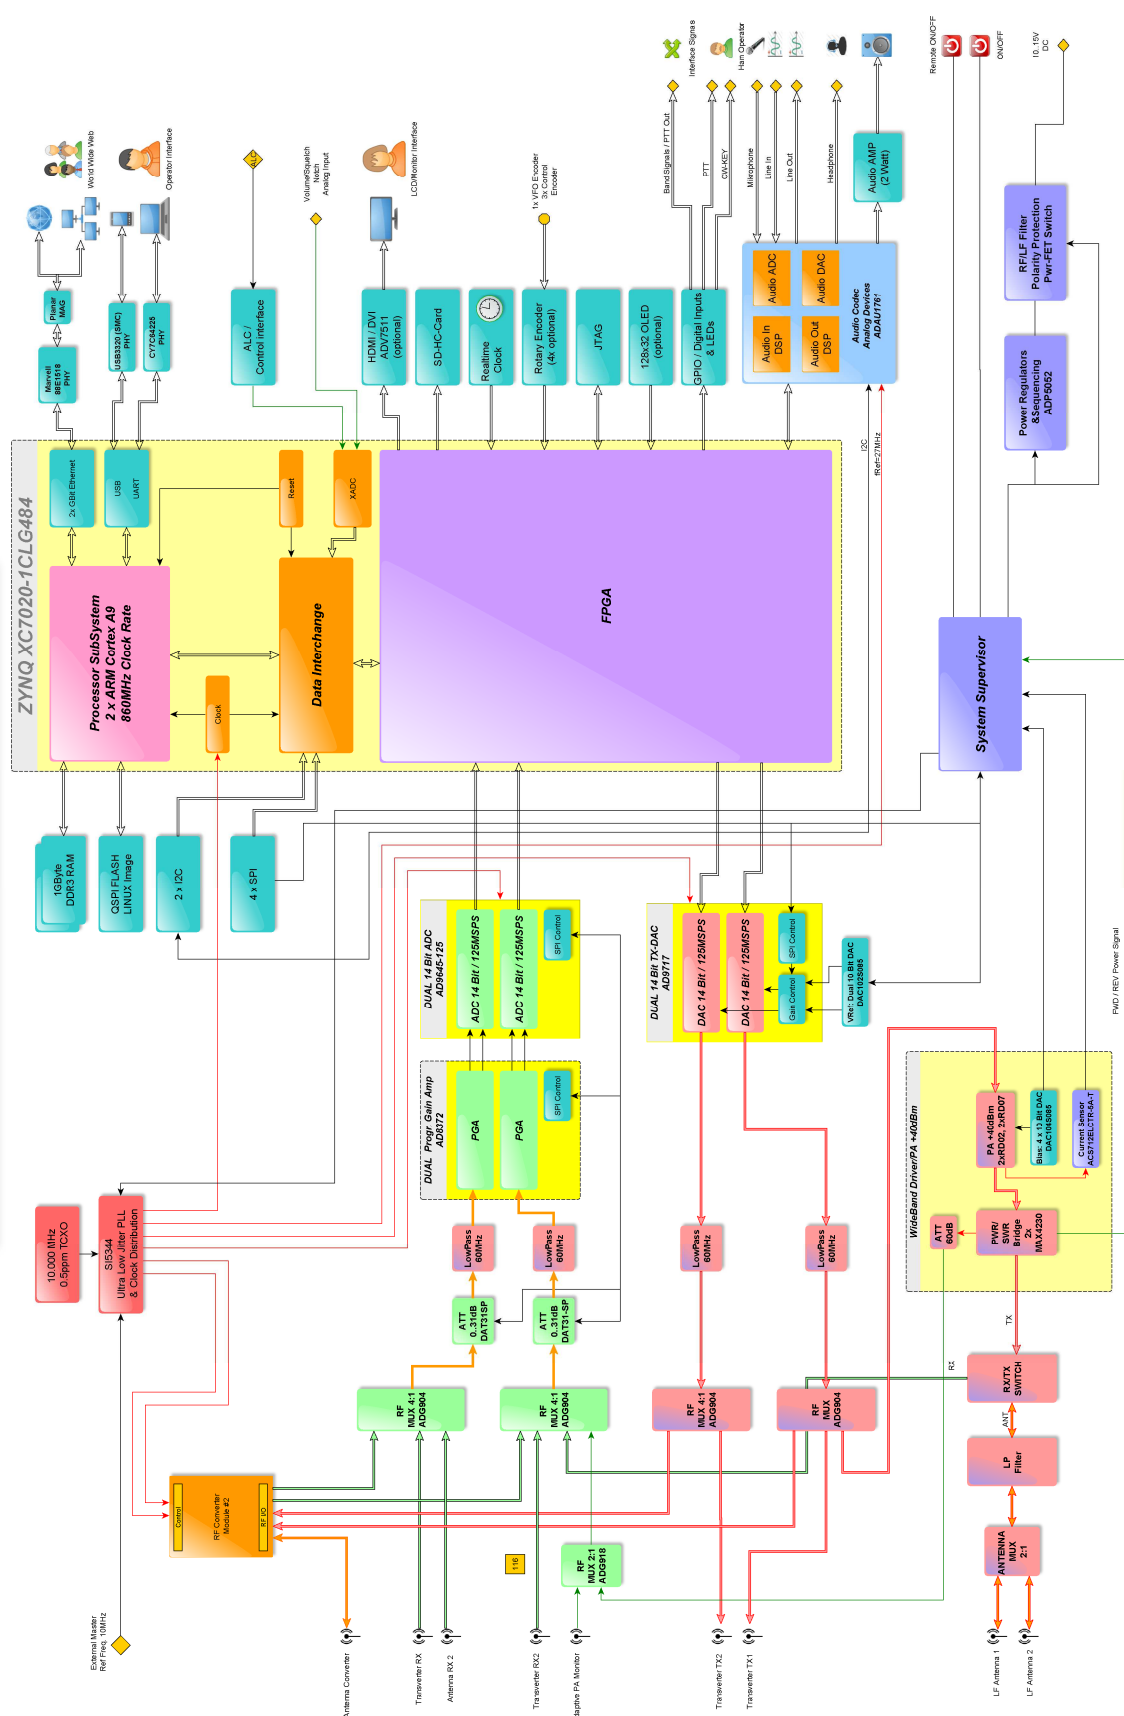 World Wide Web
Operator Interface
Planar
MAG
Marvell
88E1518
PHY
USB3320 (SMC)
PHY
CY7C64225
PHY
ALC
ALC /
Control interface
Volume/Squelch
Notch
Analog Input
LCD/Monitor Interface
HDMI / DVI
ADV7511
(optional)
SD-HC-Card
Realtime
Clock
1x VFO Encoder
3x Control
Encoder
Rotary Encoder
(4x optional)
JTAG
128x32 OLED
(optional)
GPIO / Digital Inputs
& LEDs
Interface Signals
Ham Operator
Band Signals / PTT Out
PTT
CW-KEY
Microphone
Line In
Line Out
Headphone
Audio AMP
(2 Watt)
Audio ADC
Audio DAC
Audio In
DSP
Audio Out
DSP
Audio Codec
Analog Devices
I2C
fRef=27MHz
Remote ON/OFF
ON/OFF
10..15V
DC
RF/LF Filter
Polarity Protection
Pwr-FET Switch
Power Regulators
&Sequencing
ADP5052
System Supervisor
ZYNQ XC7020-1CLG484
2x GBit Ethernet
USB
UART
Reset
XADC
Processor SubSystem
2 x ARM Cortex A9
860MHz Clock Rate
Clock
Data Interchange
FPGA
1GByte
DDR3 RAM
QSPI FLASH
LINUX Image
2 x I2C
4 x SPI
DUAL 14 Bit ADC
AD9645-125
ADC 14 Bit / 125MSPS
ADC 14 Bit / 125MSPS
SPI Control
DUAL Progr. Gain Amp
AD8372
PGA
PGA
SPI Control
DUAL 14 Bit TX-DAC
AD9717
DAC 14 Bit / 125MSPS
DAC 14 Bit / 125MSPS
SPI Control
Gain Control
VRef: Dual 10 Bit DAC
DAC102S085
10.000 MHz
0.5ppm TCXO
SI5344
Ultra Low Jitter PLL
& Clock Distribution
LowPass
60MHz
LowPass
60MHz
LowPass
60MHz
LowPass
60MHz
ATT
0..31dB
DAT31SP
ATT
0..31dB
DAT31-SP
RF
MUX 4:1
ADG904
RF
MUX 4:1
ADG904
RF
MUX 4:1
ADG904
RF
MUX
ADG904
WideBand Driver/PA +40dBm
PA +40dBm
2xRD02, 2xRD07
Bias: 4 x 10 Bit DAC
DAC104S085
Current Sensor
ACS712ELCTR-5A-T
ATT
60dB
PWR/
SWR
Bridge
2x
MAX4230
FWD / REV Power Signal
TX
Rx
RX/TX
SWITCH
ANT
LP
Filter
ANTENNA
MUX
2:1
RF Converter
Module #2
Control
RF I/O
116
RF
MUX 2:1
ADG918
External Master
Ref Freq. 10MHz
Antenna Converter
Transverter RX
Antenna RX 2
Transverter RX2
daptive PA Monitor
Transverter TX2
Transverter TX1
LF Antenna 1
LF Antenna 2